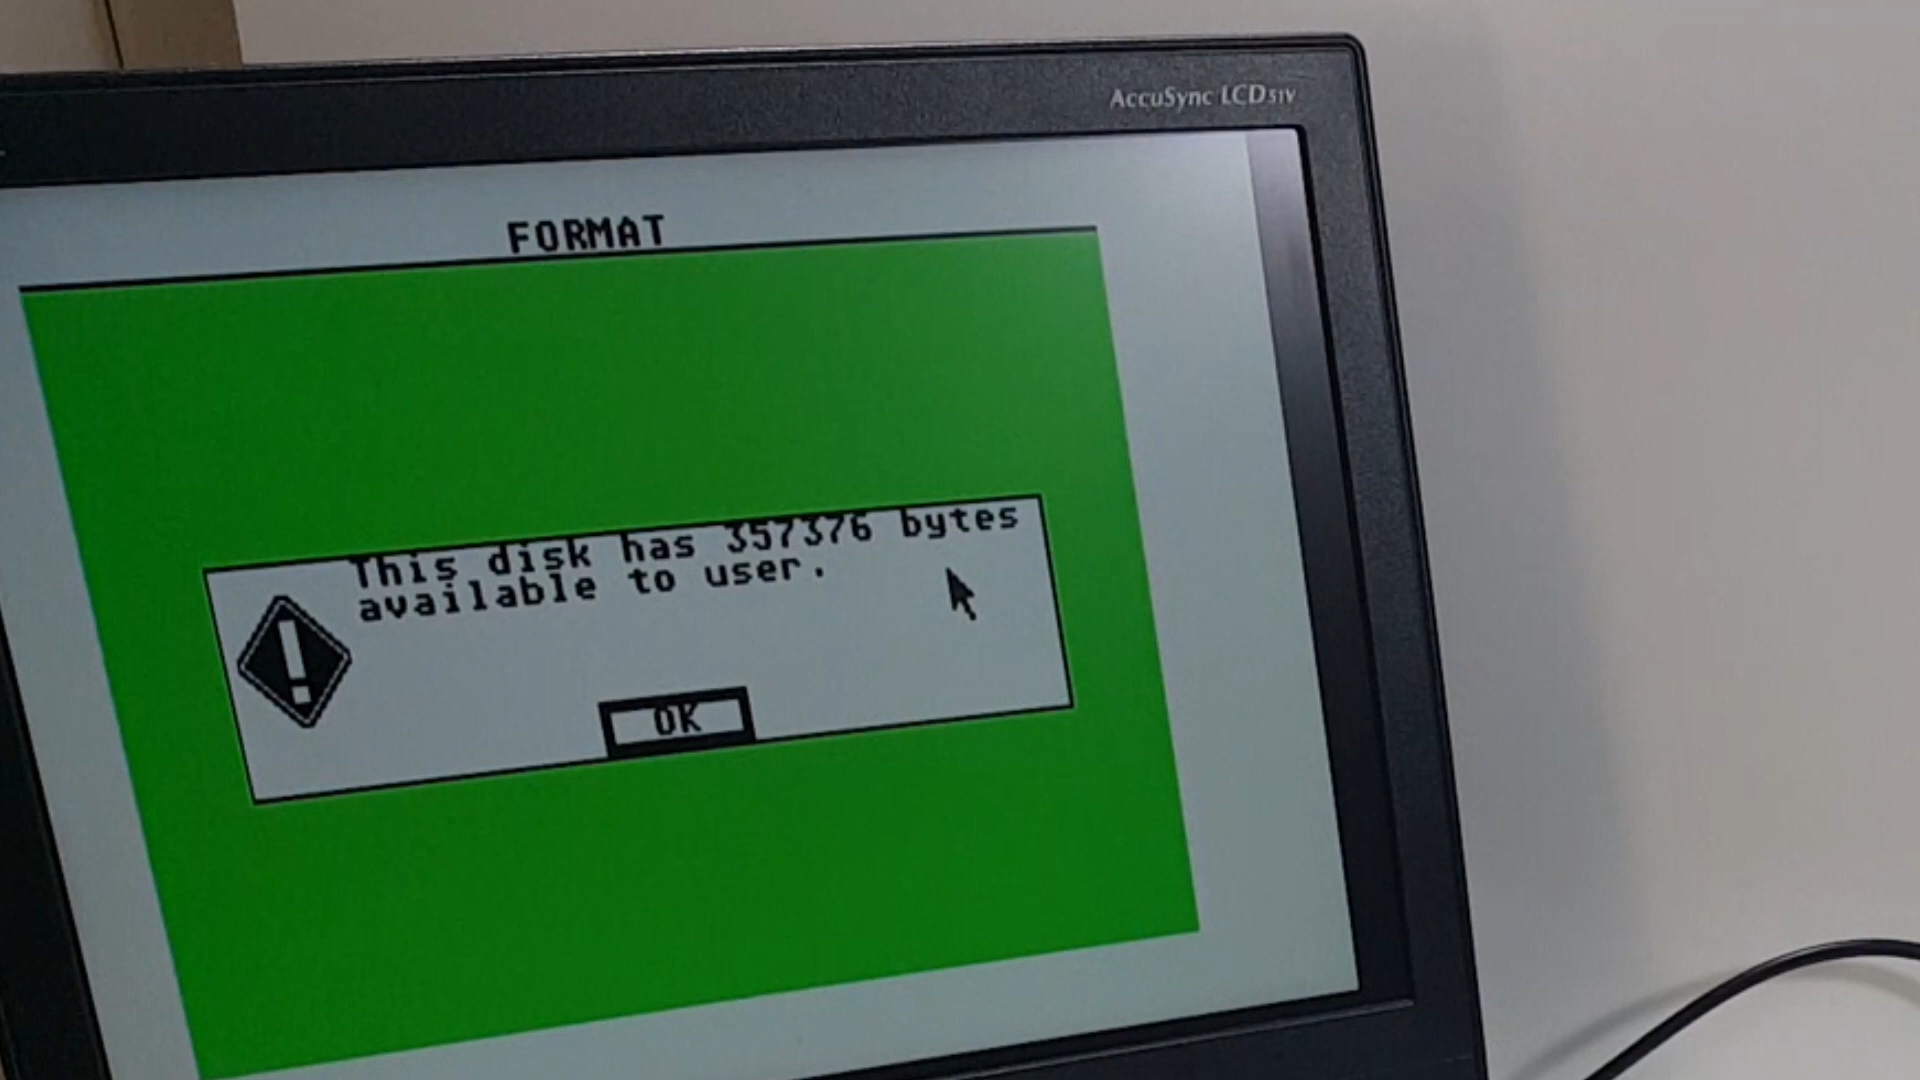 AccuSync LCD51V
FORMAT
This disk has 357376 bytes
available to user.
OK